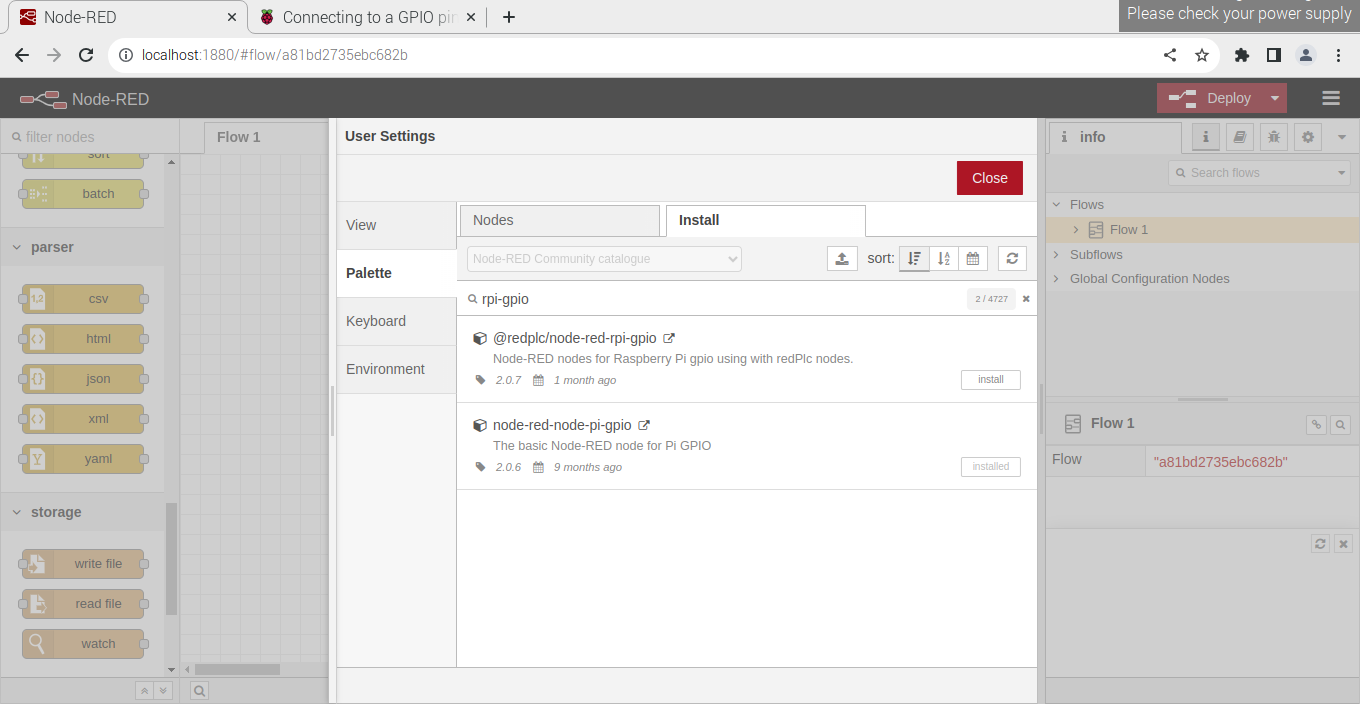 Node-RED
Connecting to a GPIO pin
Please check your power supply
localhost:1880/#flow/a81bd2735ebc682b
Node-RED
Deploy
filter nodes
Flow 1
User Settings
info
Close
Search flows
sort
batch
View
Nodes
Install
Flows
Flow 1
parser
Node-RED Community catalogue
sort:
Subflows
Palette
Global Configuration Nodes
csv
rpi-gpio
2 / 4727
Keyboard
html
@redplc/node-red-rpi-gpio
Node-RED nodes for Raspberry Pi gpio using with redPlc nodes.
Environment
json
2.0.7
1 month ago
install
xml
node-red-node-pi-gpio
Flow 1
The basic Node-RED node for Pi GPIO
yaml
2.0.6
9 months ago
installed
Flow
"a81bd2735ebc682b"
storage
write file
read file
watch